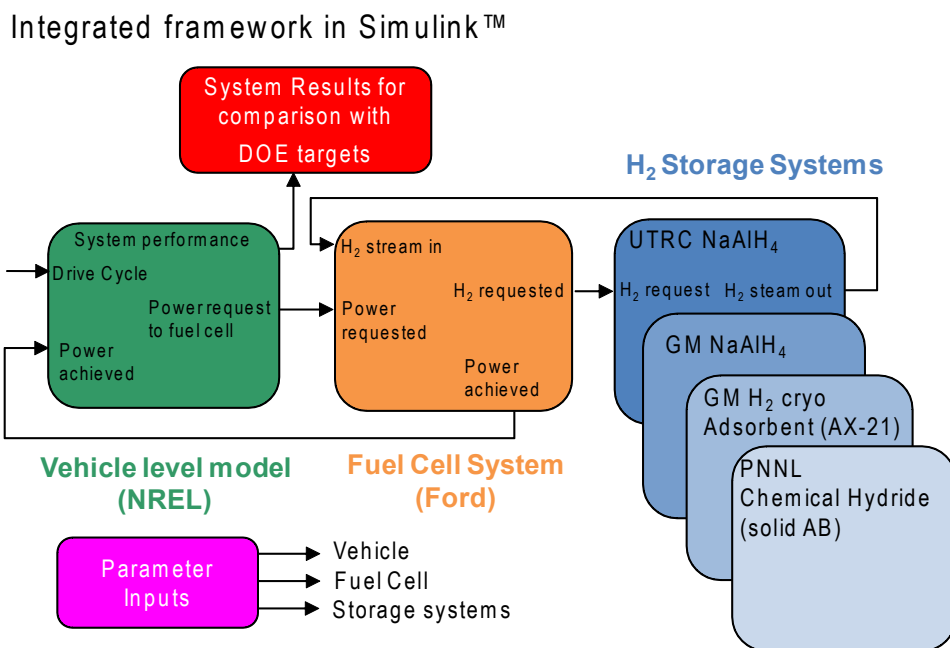 Integrated framework in Simulink™
System Results for
comparison with
DOE targets
H₂ Storage Systems
System performance
Drive Cycle
Power request
to fuel cell
Power
achieved
H₂ stream in
H₂ requested
Power
requested
Power
achieved
UTRC NaAlH₄
H₂ request
H₂ steam out
GM NaAlH₄
GM H₂ cryo
Adsorbent (AX-21)
PNNL
Chemical Hydride
(solid AB)
Vehicle level model
(NREL)
Fuel Cell System
(Ford)
Parameter
Inputs
Vehicle
Fuel Cell
Storage systems